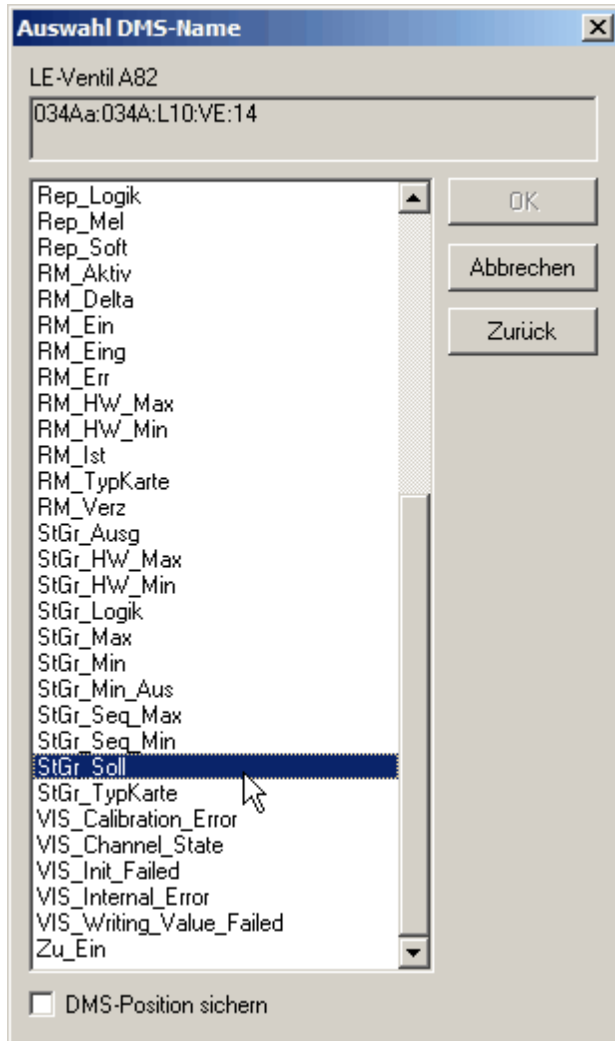 Auswahl DMS-Name
LE-Ventil A82
034Aa:034A:L10:VE:14
Rep_Logik
Rep_Mel
Rep_Soft
RM_Aktiv
RM_Delta
RM_Ein
RM_Eing
RM_Err
RM_HW_Max
RM_HW_Min
RM_Ist
RM_TypKarte
RM_Verz
StGr_Ausg
StGr_HW_Max
StGr_HW_Min
StGr_Logik
StGr_Max
StGr_Min
StGr_Min_Aus
StGr_Seq_Max
StGr_Seq_Min
StGr_Soll
StGr_TypKarte
VIS_Calibration_Error
VIS_Channel_State
VIS_Init_Failed
VIS_Internal_Error
VIS_Writing_Value_Failed
Zu_Ein
OK
Abbrechen
Zurück
DMS-Position sichern